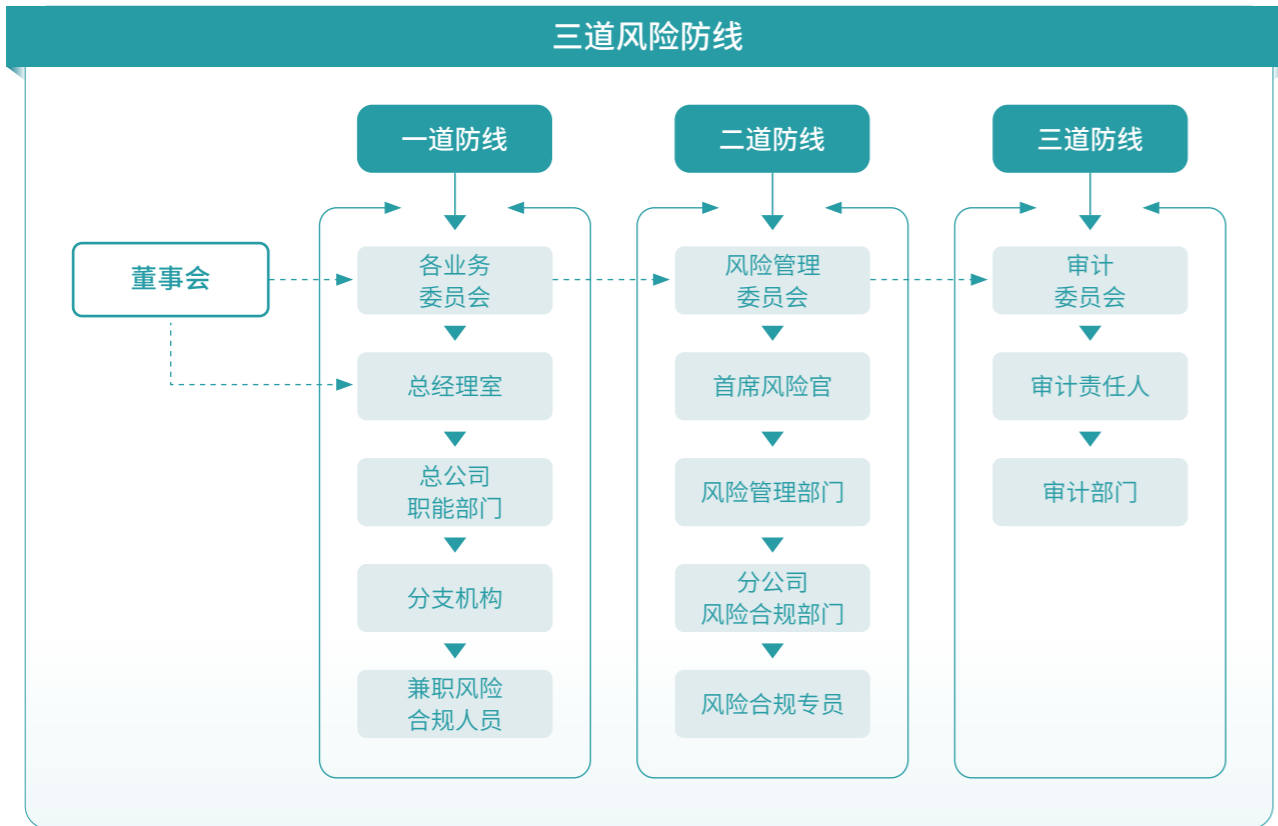 三道风险防线
一道防线
二道防线
三道防线
董事会
各业务
委员会
总经理室
总公司
职能部门
分支机构
兼职风险
合规人员
风险管理
委员会
首席风险官
风险管理部门
分公司
风险合规部门
风险合规专员
审计
委员会
审计责任人
审计部门